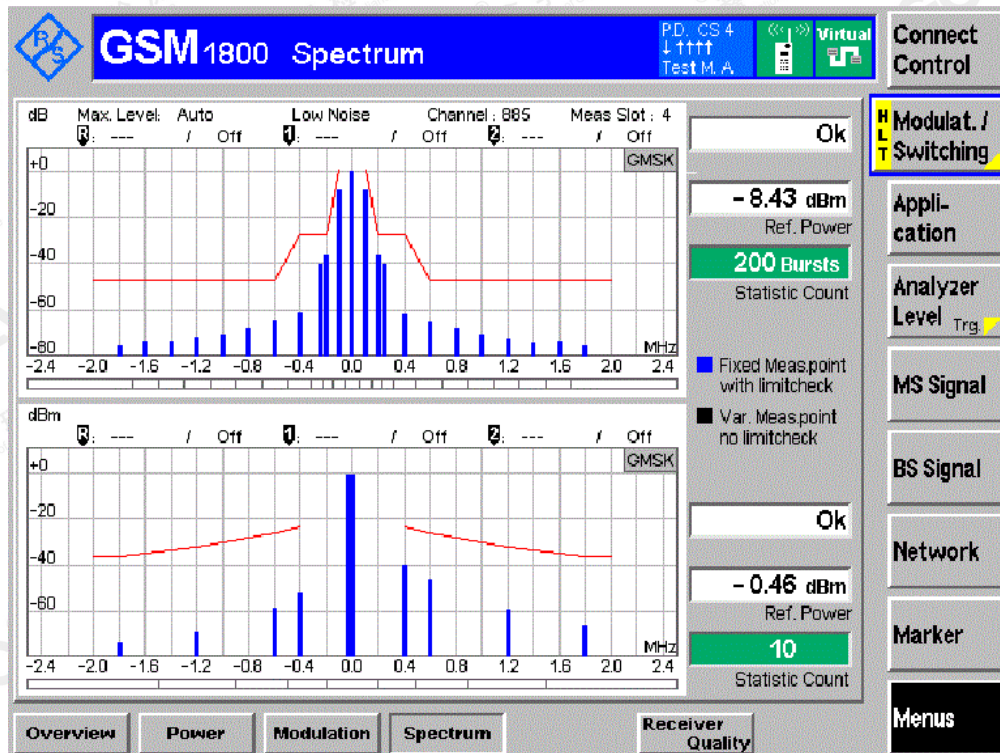 R&S
GSM 1800 Spectrum
P.D. CS 4
Test M. A.
Virtual
Connect Control
dB Max. Level: Auto Low Noise Channel : 885 Meas Slot : 4
R: --- / Off 1: --- / Off 2: --- / Off
GMSK
+0
-20
-40
-60
-80
MHz
-2.4 -2.0 -1.6 -1.2 -0.8 -0.4 0.0 0.4 0.8 1.2 1.6 2.0 2.4
Ok
- 8.43 dBm
Ref. Power
200 Bursts
Statistic Count
Fixed Meas.point
with limitcheck
Var. Meas.point
no limitcheck
dBm
R: --- / Off 1: --- / Off 2: --- / Off
GMSK
+0
-20
-40
-60
MHz
-2.4 -2.0 -1.6 -1.2 -0.8 -0.4 0.0 0.4 0.8 1.2 1.6 2.0 2.4
Ok
- 0.46 dBm
Ref. Power
10
Statistic Count
HLT
Modulat. /
Switching
Appli-
cation
Analyzer
Level Trg.
MS Signal
BS Signal
Network
Marker
Menus
Overview
Power
Modulation
Spectrum
Receiver
Quality